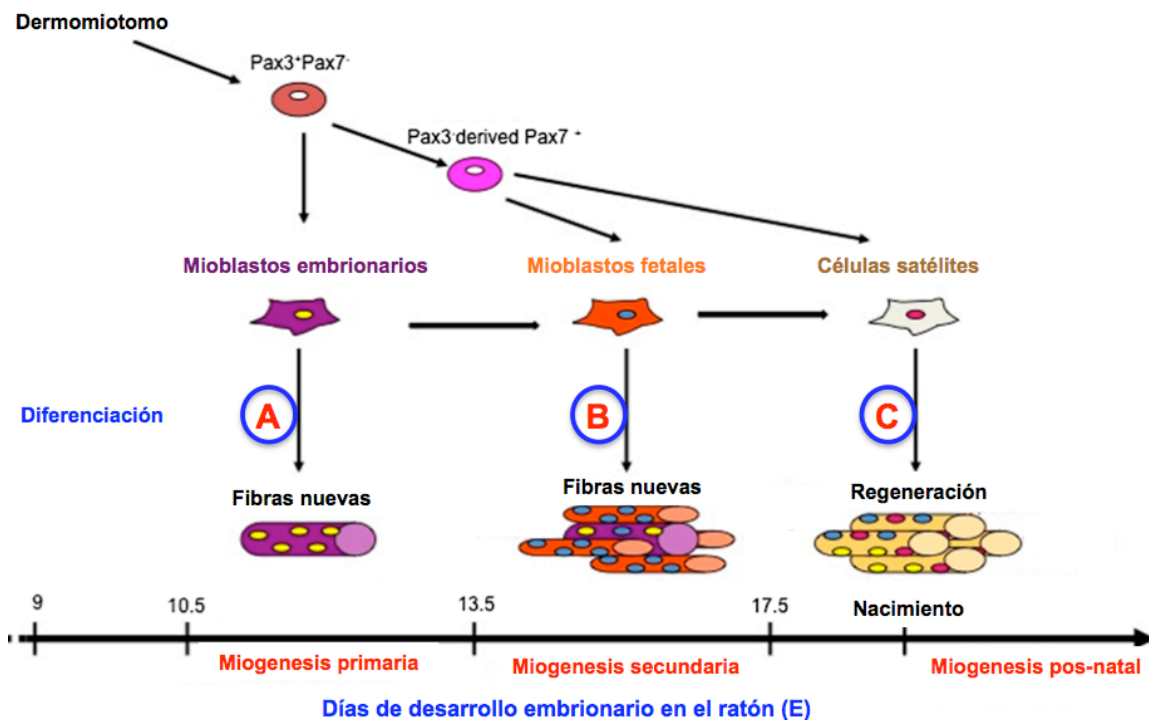 Dermomiotomo
Pax3⁺Pax7⁻
Pax3⁻derived Pax7 ⁺
Mioblastos embrionarios
Mioblastos fetales
Células satélites
Diferenciación
A
B
C
Fibras nuevas
Fibras nuevas
Regeneración
9
10.5
13.5
17.5
Nacimiento
Miogenesis primaria
Miogenesis secundaria
Miogenesis pos-natal
Días de desarrollo embrionario en el ratón (E)